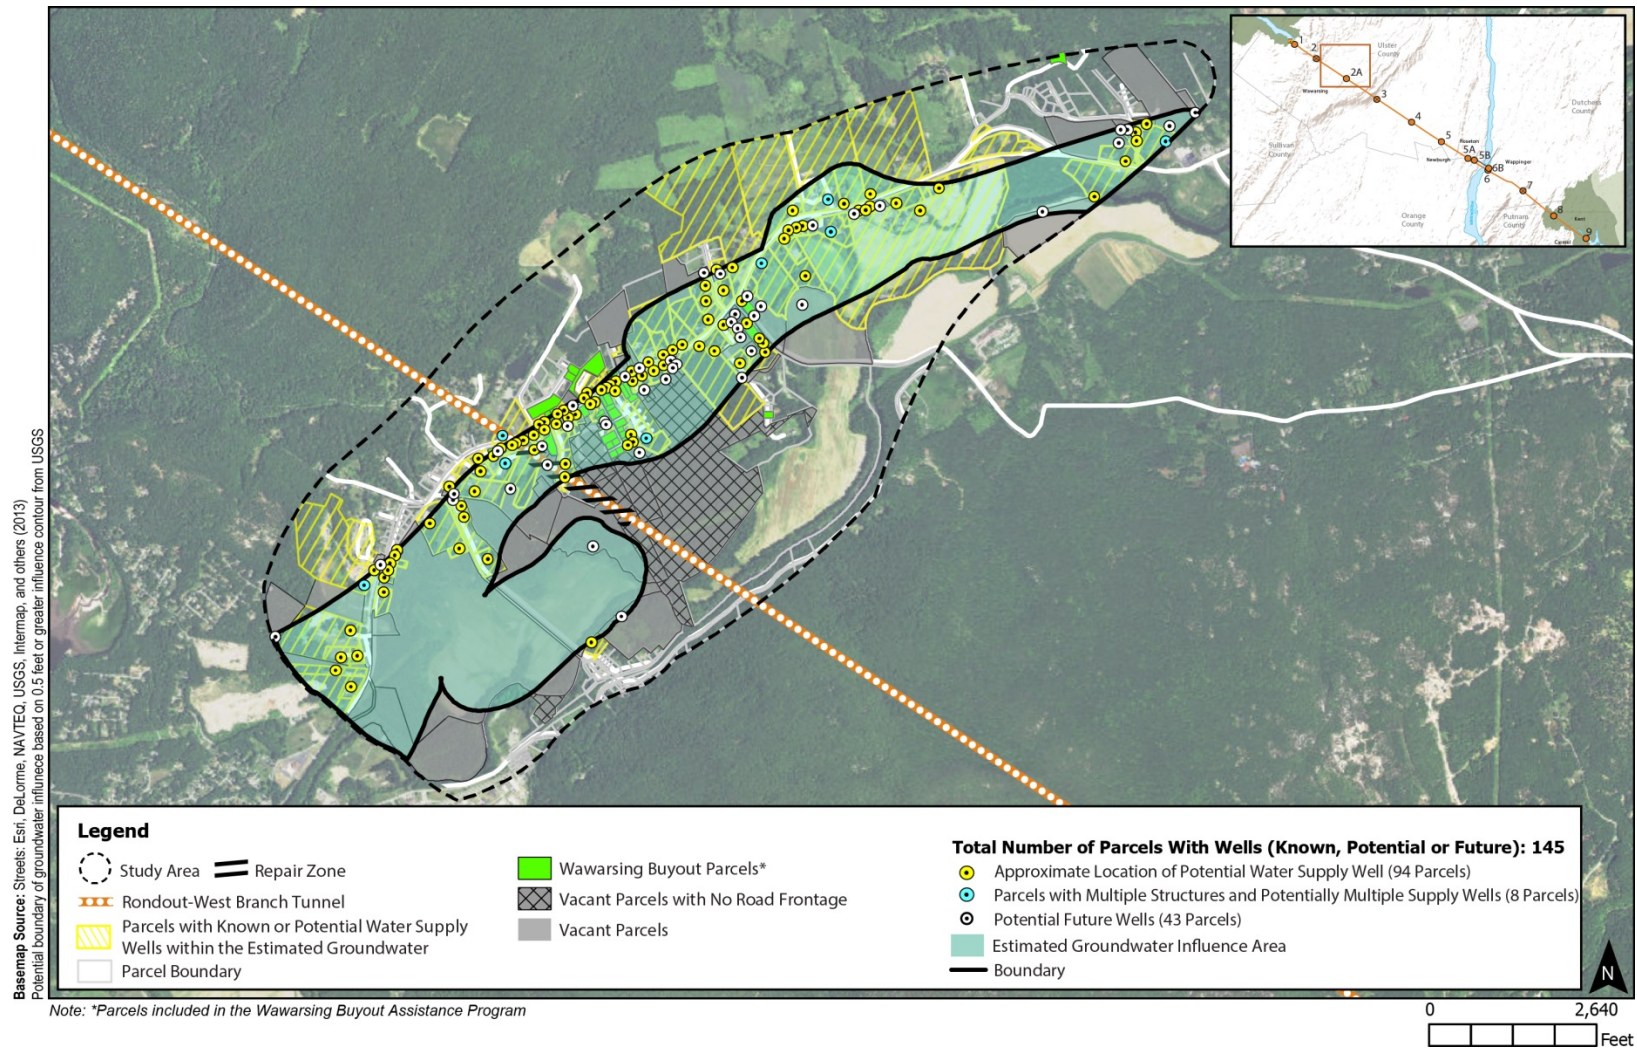 1
2
2A
3
4
5
5A
5B
6B
6
7
8
9
Ulster
County
Wawarsing
Sullivan
County
Dutchess
County
Newburgh
Wappinger
Orange
County
Putnam
County
Kent
Carmel
Basemap Source: Streets: Esri, DeLorme, NAVTEQ, USGS, Intermap, and others (2013)
Potential boundary of groundwater influnece based on 0.5 feet or greater influence contour from USGS
Legend
Study Area
Repair Zone
Rondout-West Branch Tunnel
Parcels with Known or Potential Water Supply
Wells within the Estimated Groundwater
Parcel Boundary
Wawarsing Buyout Parcels*
Vacant Parcels with No Road Frontage
Vacant Parcels
Total Number of Parcels With Wells (Known, Potential or Future): 145
Approximate Location of Potential Water Supply Well (94 Parcels)
Parcels with Multiple Structures and Potentially Multiple Supply Wells (8 Parcels)
Potential Future Wells (43 Parcels)
Estimated Groundwater Influence Area
Boundary
N
Note: *Parcels included in the Wawarsing Buyout Assistance Program
0 2,640
Feet